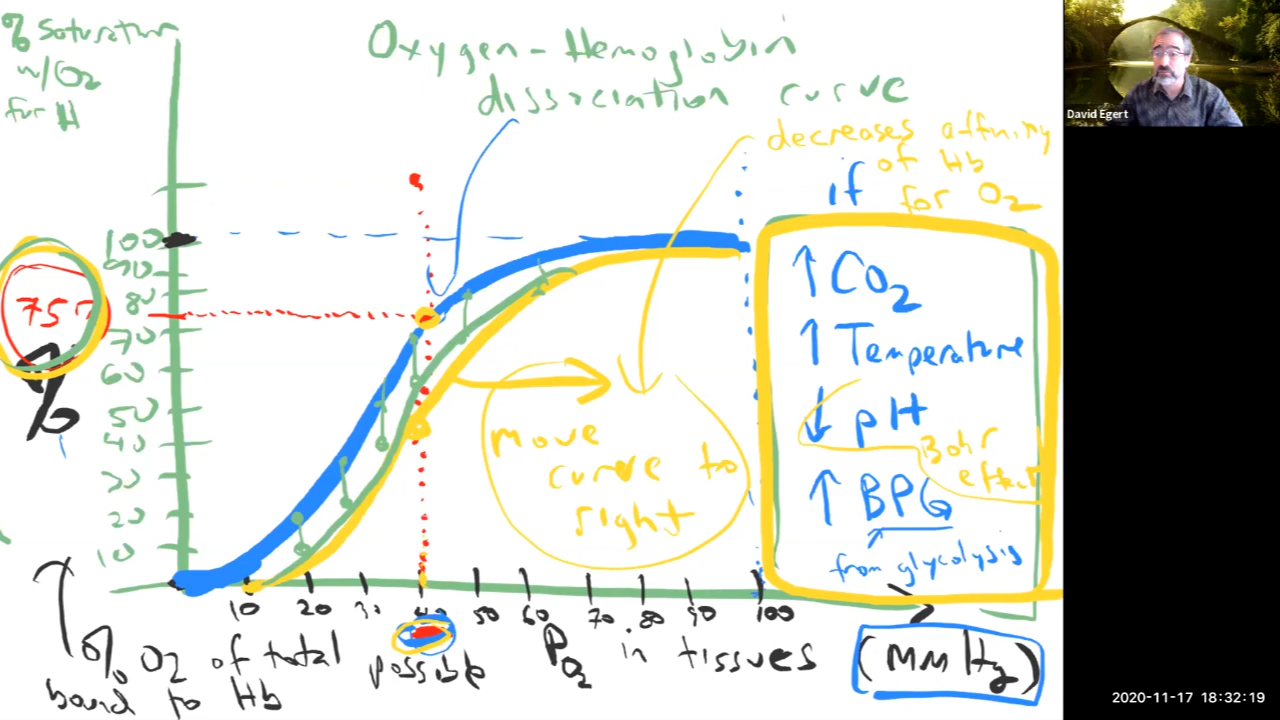 % Saturation
w/O2
for H
Oxygen-Hemoglobin
dissociation curve
David Egert
decreases affinity
of Hb
for O2
if
100
90
80
70
60
50
40
30
20
10
75%
%
↑ CO2
↑ Temperature
↓ pH
Bohr
effect
↑ BPG
from glycolysis
move
curve to
right
10 20 30 40 50 60 70 80 90 100
% O2 of total possible
bound to Hb
PO2 in tissues (mmHg)
2020-11-17 18:32:19